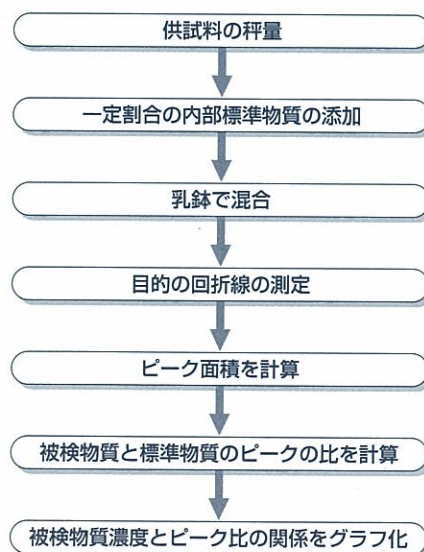 供試料の秤量
一定割合の内部標準物質の添加
乳鉢で混合
目的の回折線の測定
ピーク面積を計算
被検物質と標準物質のピークの比を計算
被検物質濃度とピーク比の関係をグラフ化